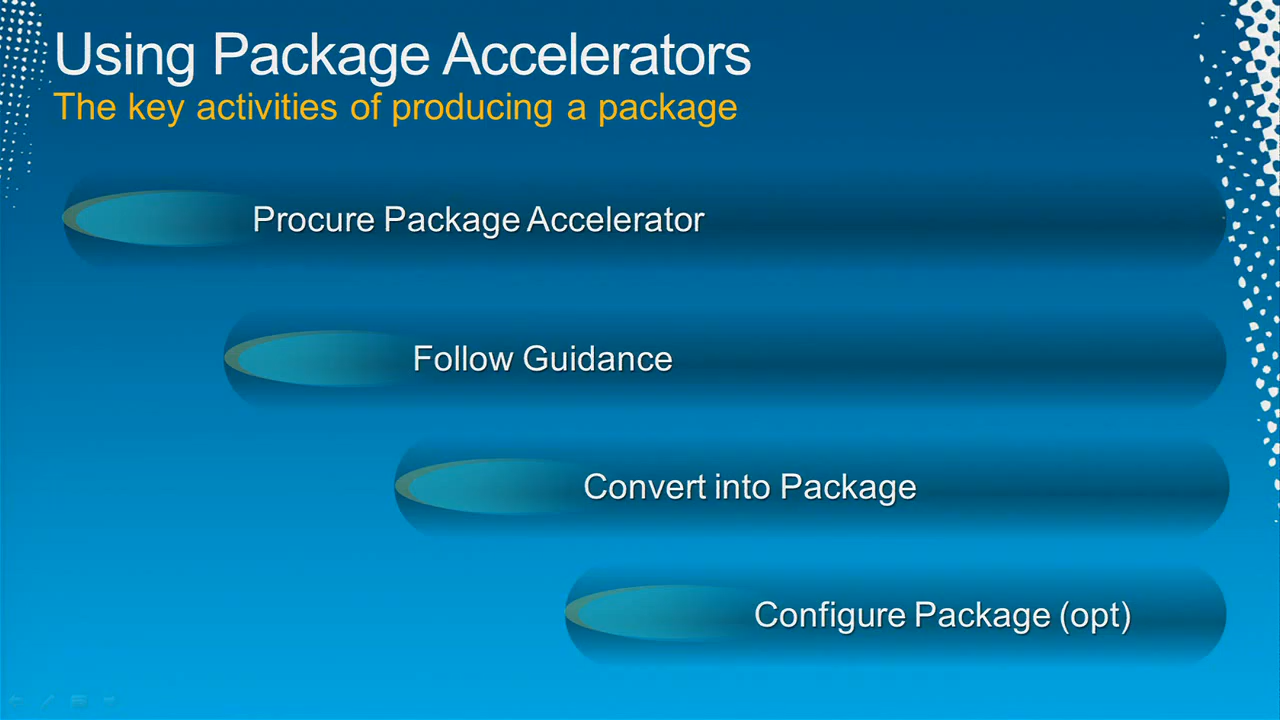 Using Package Accelerators
The key activities of producing a package
Procure Package Accelerator
Follow Guidance
Convert into Package
Configure Package (opt)